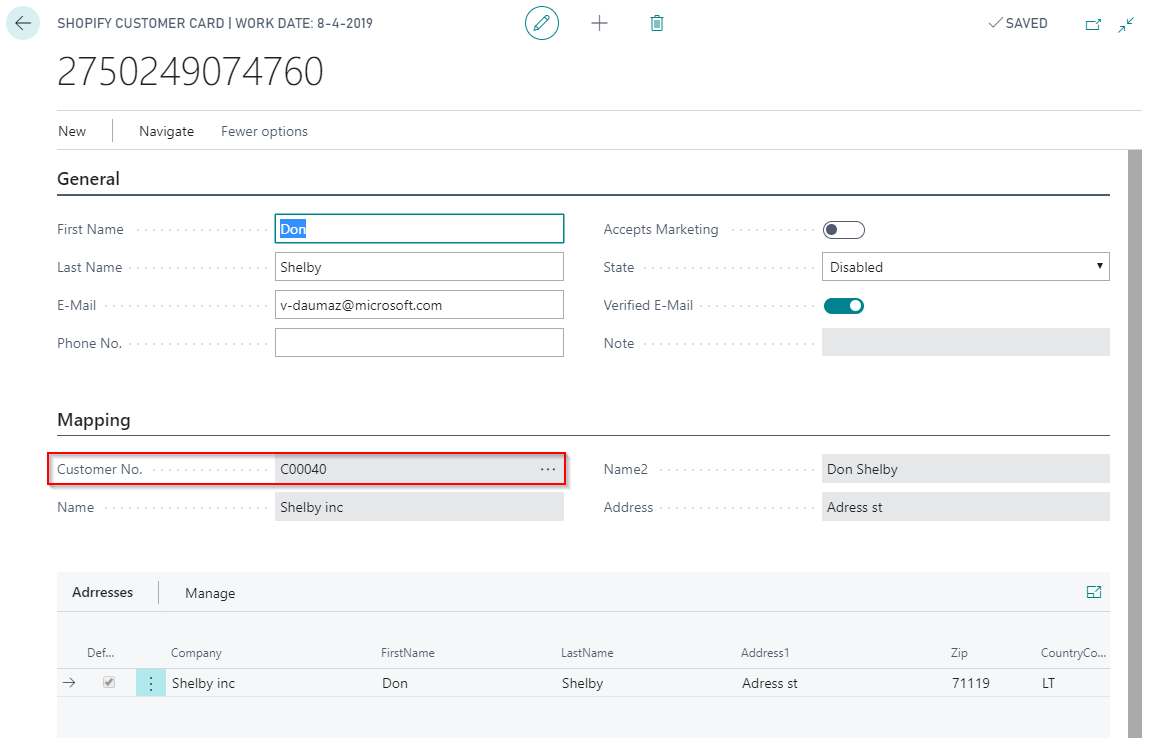 SHOPIFY CUSTOMER CARD | WORK DATE: 8-4-2019
SAVED
2750249074760
New Navigate Fewer options
General
First Name Don
Last Name Shelby
E-Mail v-daumaz@microsoft.com
Phone No.
Accepts Marketing
State Disabled
Verified E-Mail
Note
Mapping
Customer No. C00040 ...
Name Shelby inc
Name2 Don Shelby
Address Adress st
Adrresses Manage
Def... Company FirstName LastName Address1 Zip CountryCo...
Shelby inc Don Shelby Adress st 71119 LT